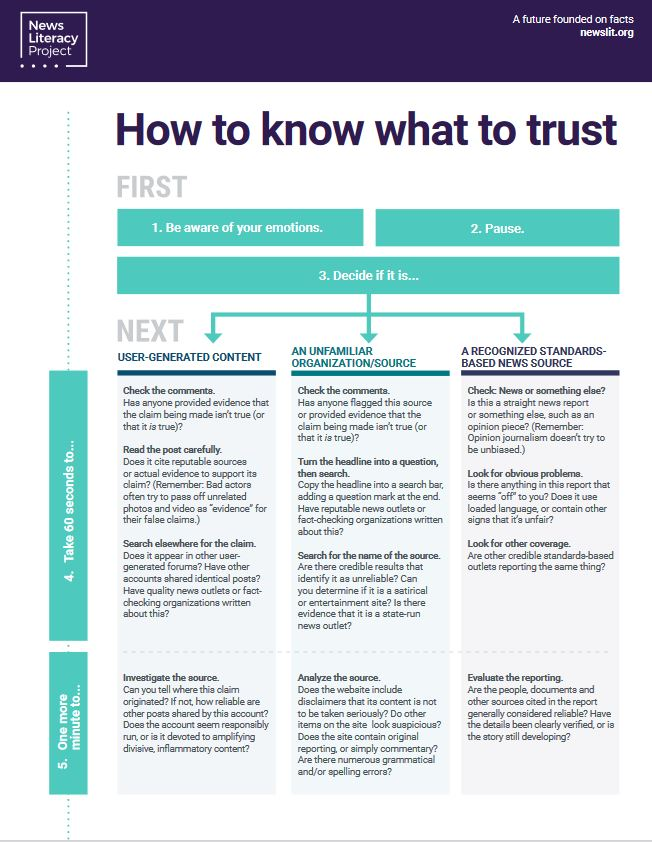 News
Literacy
Project
A future founded on facts
newslit.org
How to know what to trust
FIRST
1. Be aware of your emotions.
2. Pause.
3. Decide if it is...
NEXT
USER-GENERATED CONTENT
AN UNFAMILIAR
ORGANIZATION/SOURCE
A RECOGNIZED STANDARDS-
BASED NEWS SOURCE
4. Take 60 seconds to...
Check the comments.
Has anyone provided evidence that
the claim being made isn't true (or
that it is true)?
Read the post carefully.
Does it cite reputable sources
or actual evidence to support its
claim? (Remember: Bad actors
often try to pass off unrelated
photos and video as "evidence" for
their false claims.)
Search elsewhere for the claim.
Does it appear in other user-
generated forums? Have other
accounts shared identical posts?
Have quality news outlets or fact-
checking organizations written
about this?
Check the comments.
Has anyone flagged this source
or provided evidence that the
claim being made isn't true (or
that it is true)?
Turn the headline into a question,
then search.
Copy the headline into a search bar,
adding a question mark at the end.
Have reputable news outlets or
fact-checking organizations written
about this?
Search for the name of the source.
Are there credible results that
identify it as unreliable? Can
you determine if it is a satirical
or entertainment site? Is there
evidence that it is a state-run
news outlet?
Check: News or something else?
Is this a straight news report
or something else, such as an
opinion piece? (Remember:
Opinion journalism doesn't try to
be unbiased.)
Look for obvious problems.
Is there anything in this report that
seems "off" to you? Does it use
loaded language, or contain other
signs that it's unfair?
Look for other coverage.
Are other credible standards-based
outlets reporting the same thing?
5. One more
minute to...
Investigate the source.
Can you tell where this claim
originated? If not, how reliable are
other posts shared by this account?
Does the account seem responsibly
run, or is it devoted to amplifying
divisive, inflammatory content?
Analyze the source.
Does the website include
disclaimers that its content is not
to be taken seriously? Do other
items on the site look suspicious?
Does the site contain original
reporting, or simply commentary?
Are there numerous grammatical
and/or spelling errors?
Evaluate the reporting.
Are the people, documents and
other sources cited in the report
generally considered reliable? Have
the details been clearly verified, or is
the story still developing?